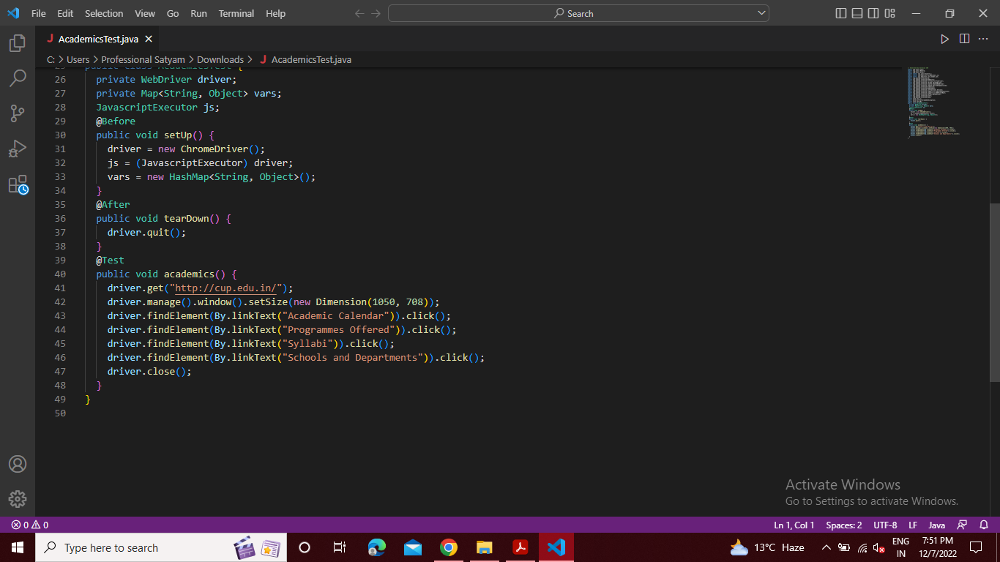 File Edit Selection View Go Run Terminal Help Search
AcademicsTest.java
C: > Users > Professional Satyam > Downloads > AcademicsTest.java
25 public class AcademicsTest {
26 private WebDriver driver;
27 private Map<String, Object> vars;
28 JavascriptExecutor js;
29 @Before
30 public void setUp() {
31 driver = new ChromeDriver();
32 js = (JavascriptExecutor) driver;
33 vars = new HashMap<String, Object>();
34 }
35 @After
36 public void tearDown() {
37 driver.quit();
38 }
39 @Test
40 public void academics() {
41 driver.get("http://cup.edu.in/");
42 driver.manage().window().setSize(new Dimension(1050, 708));
43 driver.findElement(By.linkText("Academic Calendar")).click();
44 driver.findElement(By.linkText("Programmes Offered")).click();
45 driver.findElement(By.linkText("Syllabi")).click();
46 driver.findElement(By.linkText("Schools and Departments")).click();
47 driver.close();
48 }
49 }
50
Activate Windows
Go to Settings to activate Windows.
0 0 Ln 1, Col 1 Spaces: 2 UTF-8 LF Java
Type here to search 13°C Haze ENG IN 7:51 PM 12/7/2022